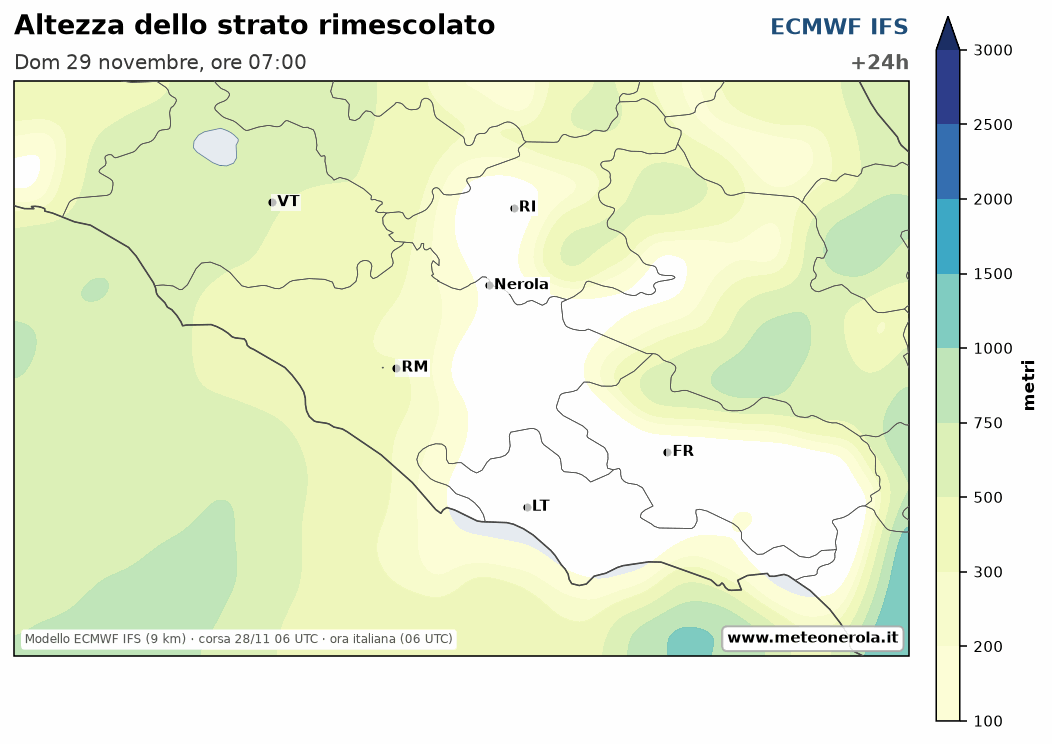 Altezza dello strato rimescolato
ECMWF IFS
Dom 29 novembre, ore 07:00
+24h
3000
2500
2000
1500
1000
750
500
300
200
100
metri
VT
RI
Nerola
RM
FR
LT
Modello ECMWF IFS (9 km) · corsa 28/11 06 UTC · ora italiana (06 UTC)
www.meteonerola.it